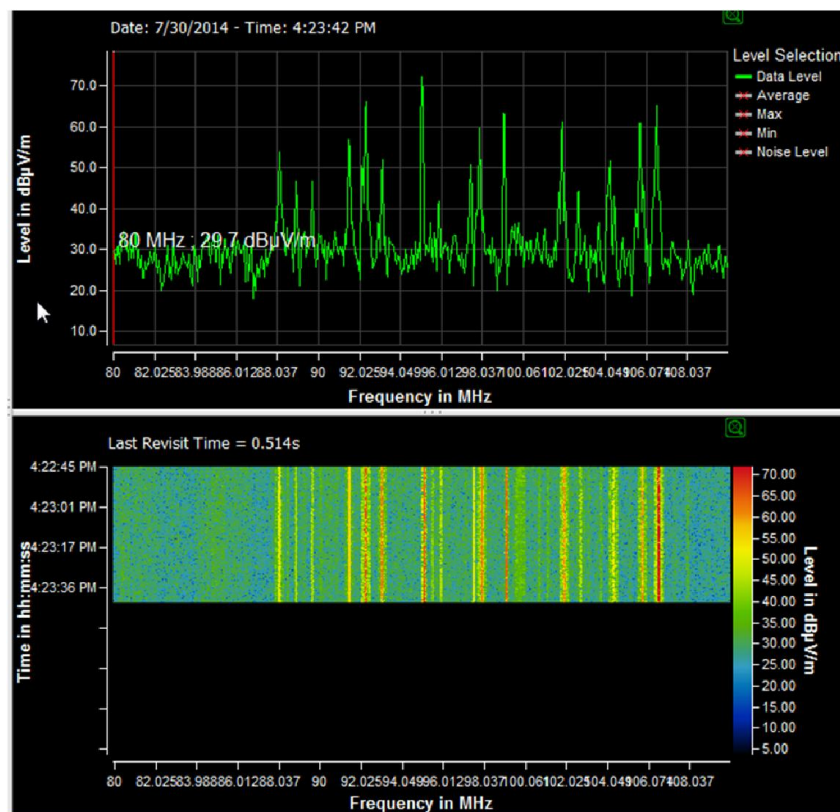 Date: 7/30/2014 - Time: 4:23:42 PM
Level Selection
Data Level
Average
Max
Min
Noise Level
70.0
60.0
50.0
40.0
30.0
20.0
10.0
Level in dBµV/m
80 MHz : 29.7 dBµV/m
80 82.025 83.988 86.012 88.037 90 92.025 94.049 96.012 98.037 100.061 102.025 104.049 106.074 108.037
Frequency in MHz
Last Revisit Time = 0.514s
4:22:45 PM
4:23:01 PM
4:23:17 PM
4:23:36 PM
Time in hh:mm:ss
70.00
65.00
60.00
55.00
50.00
45.00
40.00
35.00
30.00
25.00
20.00
15.00
10.00
5.00
Level in dBµV/m
80 82.025 83.988 86.012 88.037 90 92.025 94.049 96.012 98.037 100.061 102.025 104.049 106.074 108.037
Frequency in MHz